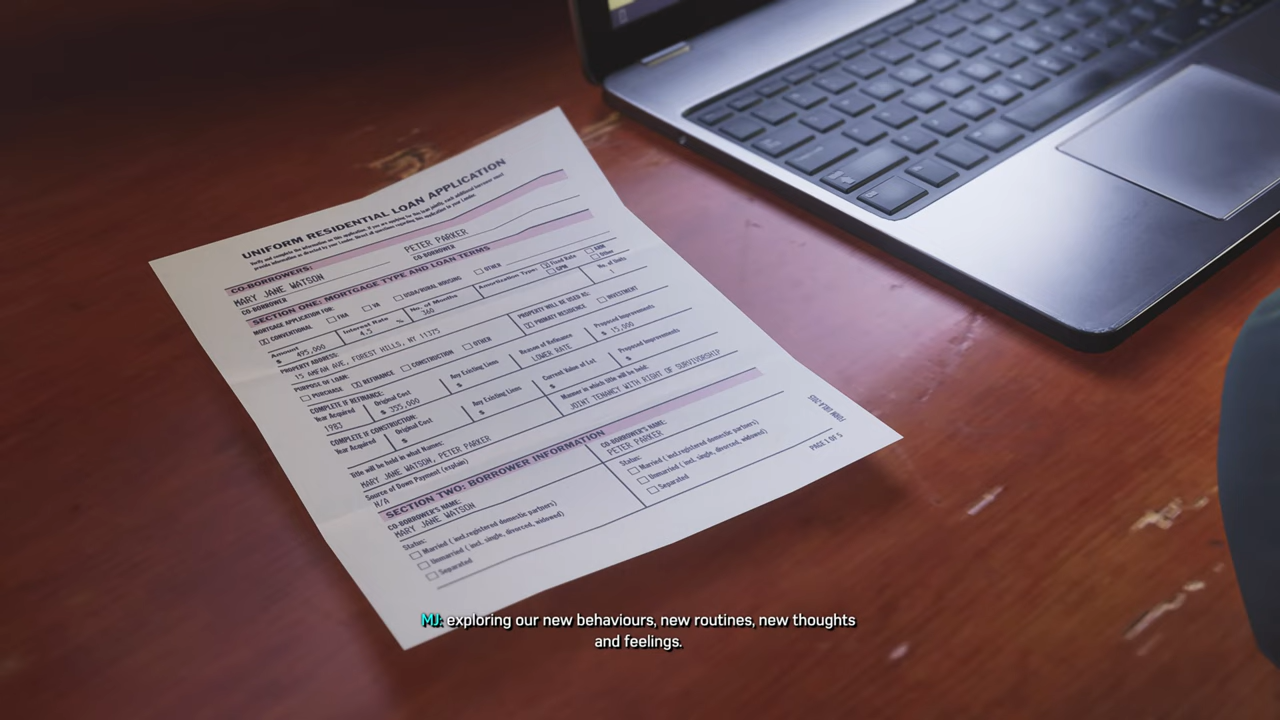 UNIFORM RESIDENTIAL LOAN APPLICATION
CO-BORROWERS:
MARY JANE WATSON PETER PARKER
CO-BORROWER CO-BORROWER
SECTION ONE: MORTGAGE TYPE AND LOAN TERMS
MORTGAGE APPLICATION FOR:
CONVENTIONAL FHA VA USDA/RURAL HOUSING OTHER
Amortization Type: Fixed Rate ARM
GPM Other
Amount Interest Rate No. of Months No. of Units
$ 495,000 4.5 % 360 1
PROPERTY ADDRESS: PROPERTY WILL BE USED AS:
15 AMFAN AVE, FOREST HILLS, NY 11375 PRIMARY RESIDENCE INVESTMENT
PURPOSE OF LOAN:
PURCHASE REFINANCE CONSTRUCTION OTHER
COMPLETE IF REFINANCE:
Year Acquired Original Cost Any Existing Liens Reason of Refinance Proposed Improvements
1983 $ 355,000 $ LOWER RATE $ 15,000
COMPLETE IF CONSTRUCTION:
Year Acquired Original Cost Any Existing Liens Current Value of Lot Proposed Improvements
$ $ $ $
Title will be held in what Names: Manner in which title will be held:
MARY JANE WATSON, PETER PARKER JOINT TENANCY WITH RIGHT OF SURVIVORSHIP
Source of Down Payment (explain)
N/A
SECTION TWO: BORROWER INFORMATION
CO-BORROWER'S NAME: CO-BORROWER'S NAME:
MARY JANE WATSON PETER PARKER
Status: Status:
Married ( incl.registered domestic partners) Married ( incl.registered domestic partners)
Unmarried ( incl. single, divorced, widowed) Unmarried ( incl. single, divorced, widowed)
Separated Separated
PAGE 1 OF 5
MJ: exploring our new behaviours, new routines, new thoughts
and feelings.